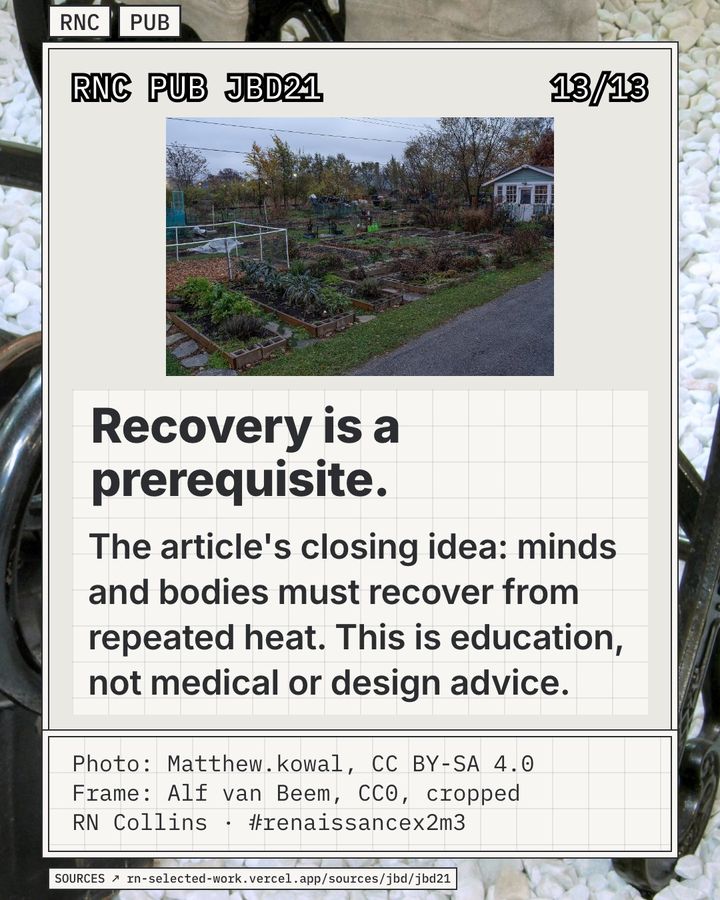 RNC PUB
RNC PUB JBD21 13/13
Recovery is a
prerequisite.
The article's closing idea: minds
and bodies must recover from
repeated heat. This is education,
not medical or design advice.
Photo: Matthew.kowal, CC BY-SA 4.0
Frame: Alf van Beem, CC0, cropped
RN Collins · #renaissancex2m3
SOURCES ↗ rn-selected-work.vercel.app/sources/jbd/jbd21